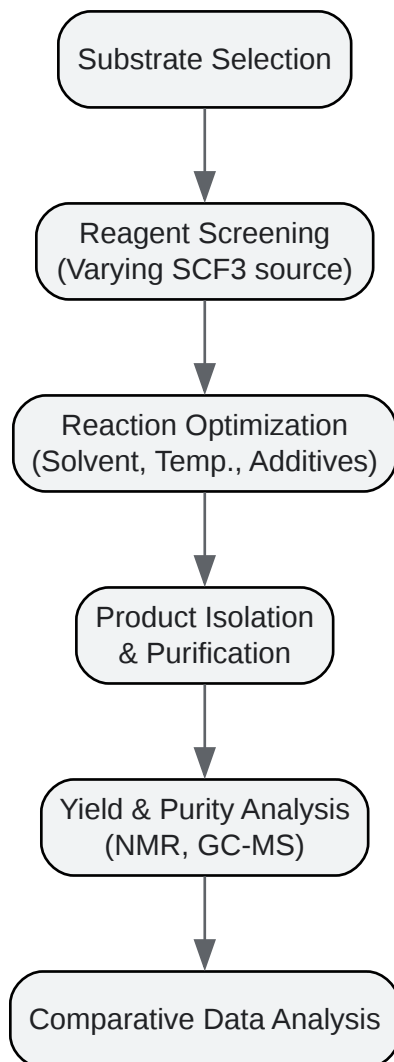 Substrate Selection
Reagent Screening
(Varying SCF3 source)
Reaction Optimization
(Solvent, Temp., Additives)
Product Isolation
& Purification
Yield & Purity Analysis
(NMR, GC-MS)
Comparative Data Analysis